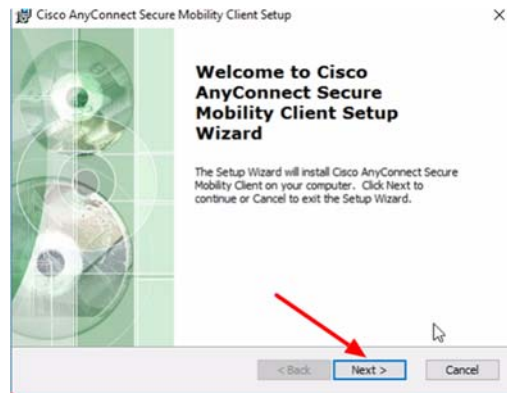 Cisco AnyConnect Secure Mobility Client Setup
Welcome to Cisco
AnyConnect Secure
Mobility Client Setup
Wizard
The Setup Wizard will install Cisco AnyConnect Secure
Mobility Client on your computer. Click Next to
continue or Cancel to exit the Setup Wizard.
< Back Next > Cancel